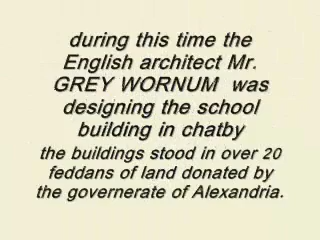 during this time the
English architect Mr.
GREY WORNUM  was
designing the school
building in chatby
the buildings stood in over 20
feddans of land donated by
the governerate of Alexandria.